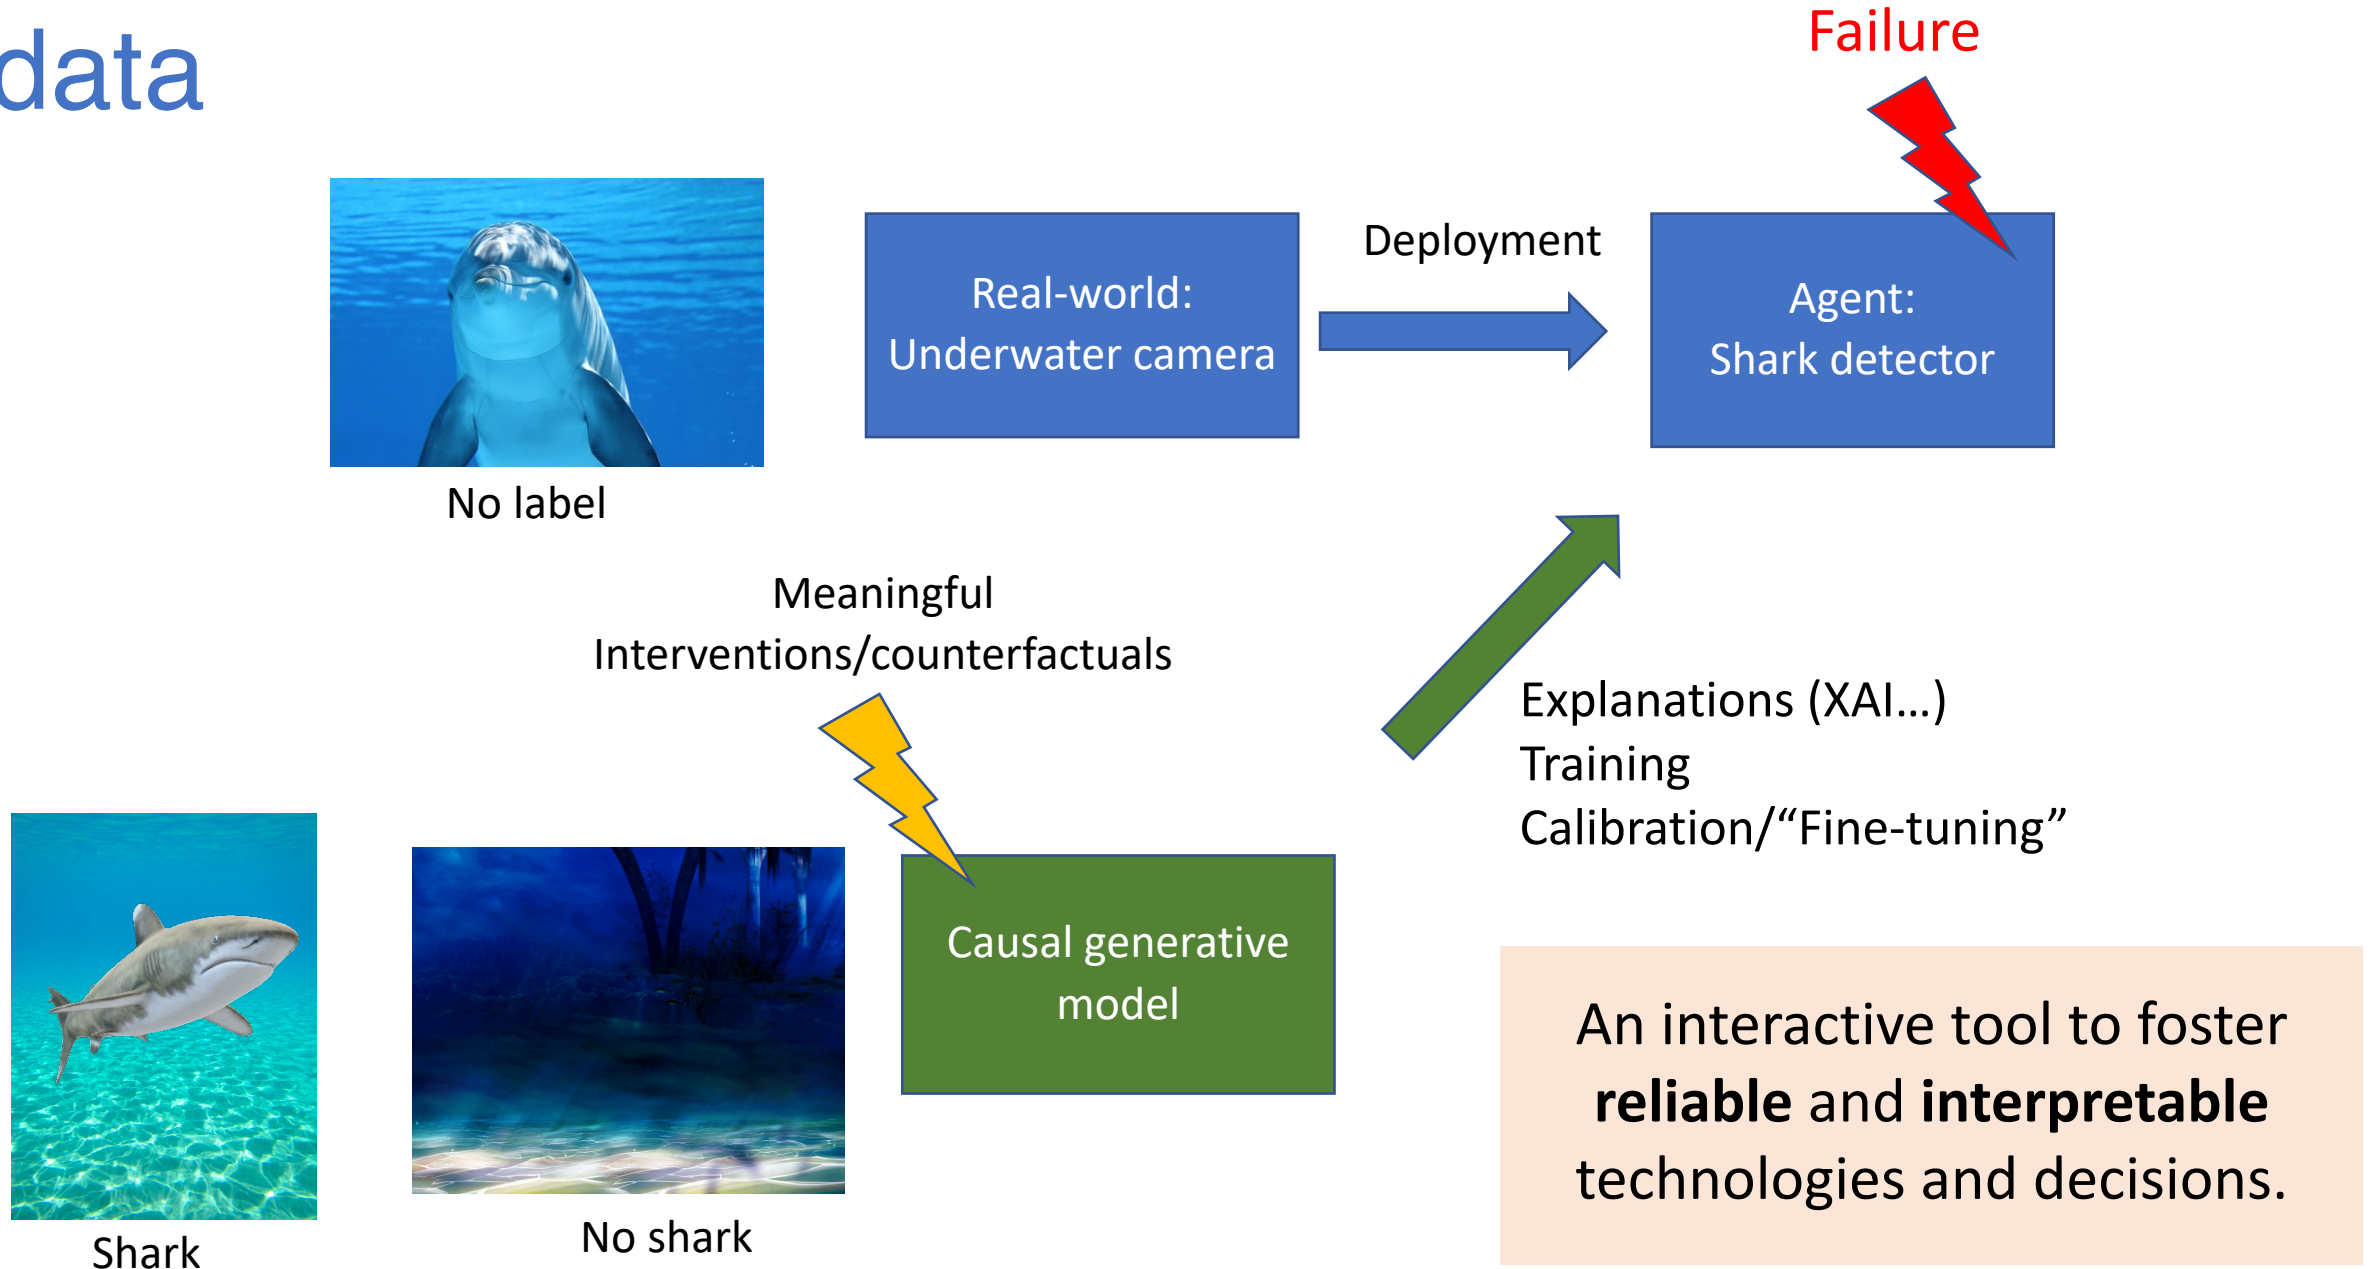 data
Failure
Deployment
Real-world:
Underwater camera
Agent:
Shark detector
No label
Meaningful
Interventions/counterfactuals
Explanations (XAI…)
Training
Calibration/“Fine-tuning”
Causal generative
model
An interactive tool to foster
reliable and interpretable
technologies and decisions.
Shark
No shark